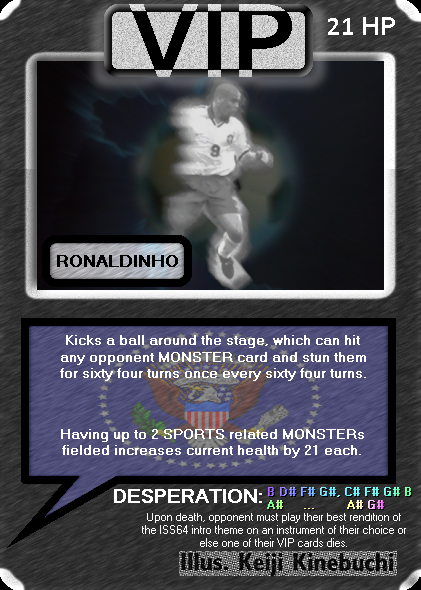 VIP
21 HP
9
RONALDINHO
Kicks a ball around the stage, which can hit
any opponent MONSTER card and stun them
for sixty four turns once every sixty four turns.
Having up to 2 SPORTS related MONSTERs
fielded increases current health by 21 each.
DESPERATION: B D# F# G#, C# F# G# B
A# ... A# G#
Upon death, opponent must play their best rendition of
the ISS64 intro theme on an instrument of their choice or
else one of their VIP cards dies.
Illus. Keiji Kinebuchi